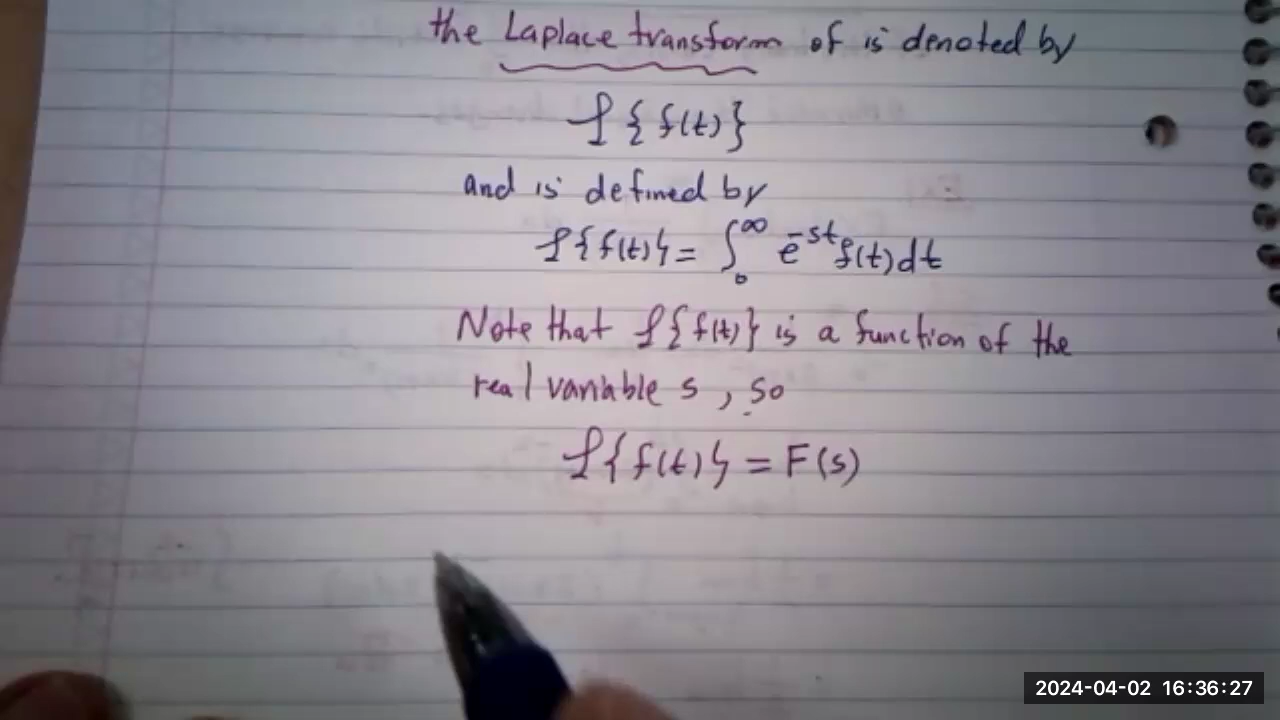 the Laplace transform of is denoted by
ℒ{f(t)}
and is defined by
ℒ{f(t)} = ∫₀^∞ e^-st f(t)dt
Note that ℒ{f(t)} is a function of the
real variable s, so
ℒ{f(t)} = F(s)
2024-04-02 16:36:27